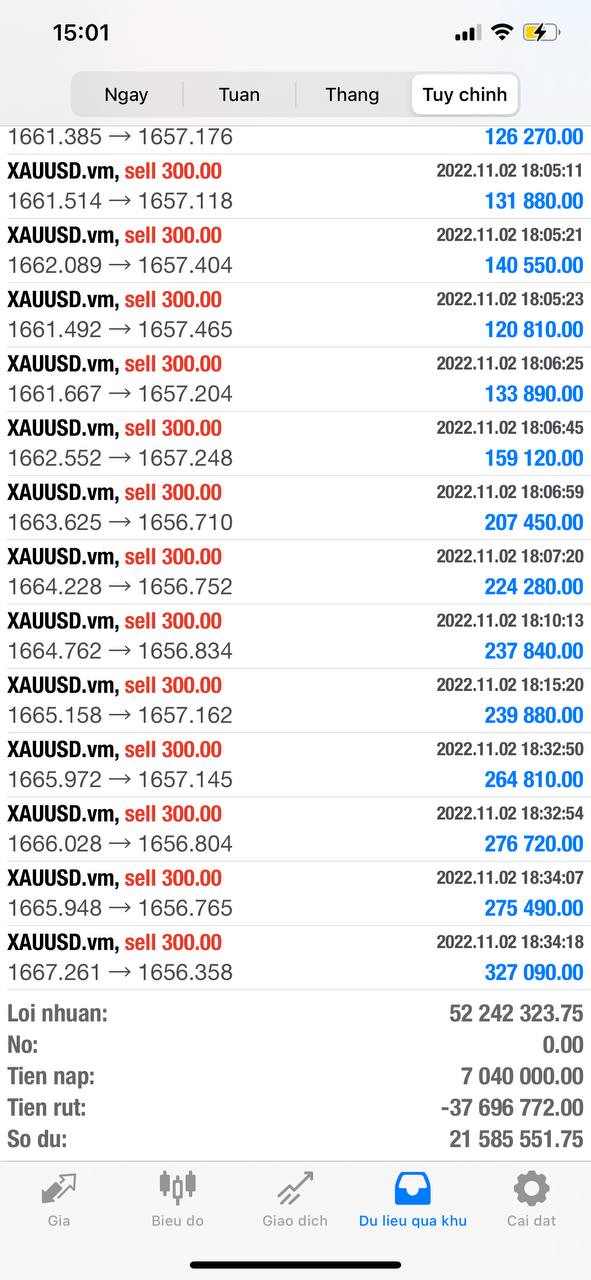 15:01
Ngay Tuan Thang Tuy chinh
1661.385 → 1657.176 126 270.00
XAUUSD.vm, sell 300.00 2022.11.02 18:05:11
1661.514 → 1657.118 131 880.00
XAUUSD.vm, sell 300.00 2022.11.02 18:05:21
1662.089 → 1657.404 140 550.00
XAUUSD.vm, sell 300.00 2022.11.02 18:05:23
1661.492 → 1657.465 120 810.00
XAUUSD.vm, sell 300.00 2022.11.02 18:06:25
1661.667 → 1657.204 133 890.00
XAUUSD.vm, sell 300.00 2022.11.02 18:06:45
1662.552 → 1657.248 159 120.00
XAUUSD.vm, sell 300.00 2022.11.02 18:06:59
1663.625 → 1656.710 207 450.00
XAUUSD.vm, sell 300.00 2022.11.02 18:07:20
1664.228 → 1656.752 224 280.00
XAUUSD.vm, sell 300.00 2022.11.02 18:10:13
1664.762 → 1656.834 237 840.00
XAUUSD.vm, sell 300.00 2022.11.02 18:15:20
1665.158 → 1657.162 239 880.00
XAUUSD.vm, sell 300.00 2022.11.02 18:32:50
1665.972 → 1657.145 264 810.00
XAUUSD.vm, sell 300.00 2022.11.02 18:32:54
1666.028 → 1656.804 276 720.00
XAUUSD.vm, sell 300.00 2022.11.02 18:34:07
1665.948 → 1656.765 275 490.00
XAUUSD.vm, sell 300.00 2022.11.02 18:34:18
1667.261 → 1656.358 327 090.00
Loi nhuan: 52 242 323.75
No: 0.00
Tien nap: 7 040 000.00
Tien rut: -37 696 772.00
So du: 21 585 551.75
Gia Bieu do Giao dich Du lieu qua khu Cai dat